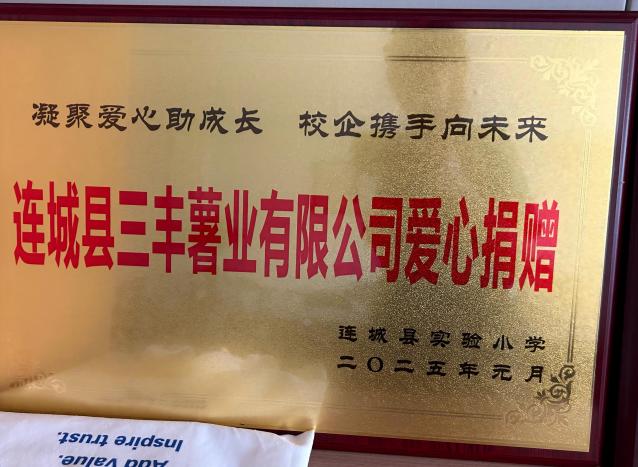 凝聚爱心助成长 校企携手向未来
连城县三丰薯业有限公司爱心捐赠
连城县实验小学
二〇二五年元月
Add Value.
Inspire trust.